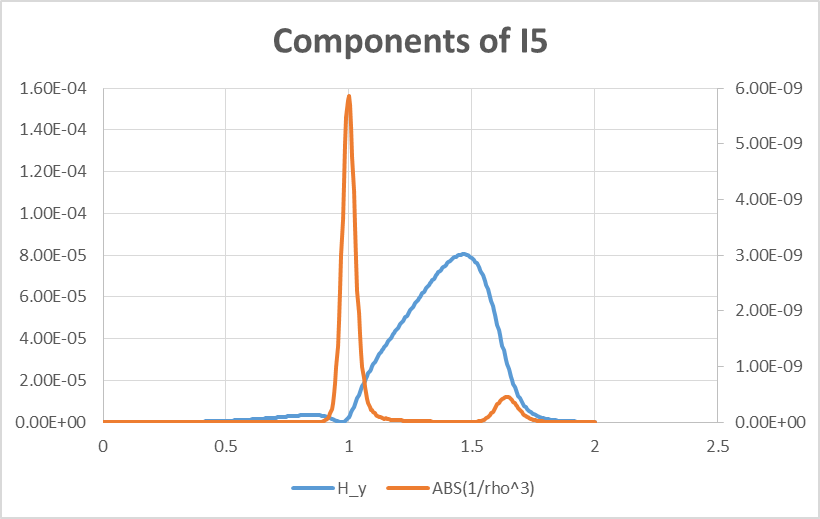 Components of I5
1.60E-04
6.00E-09
1.40E-04
5.00E-09
1.20E-04
4.00E-09
1.00E-04
8.00E-05
3.00E-09
6.00E-05
2.00E-09
4.00E-05
1.00E-09
2.00E-05
0.00E+00
0.00E+00
0 0.5 1 1.5 2 2.5
H_y ABS(1/rho^3)